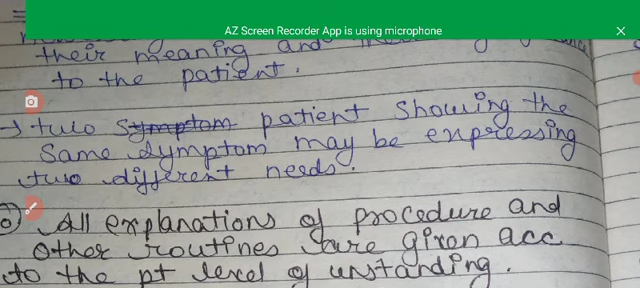 AZ Screen Recorder App is using microphone
their meaning and
to the patient.
→ two ~~symptom~~ patient showing the
same symptom may be expressing
two different needs.
All explanations of procedure and
other routines are given acc
to the pt level of unstanding.